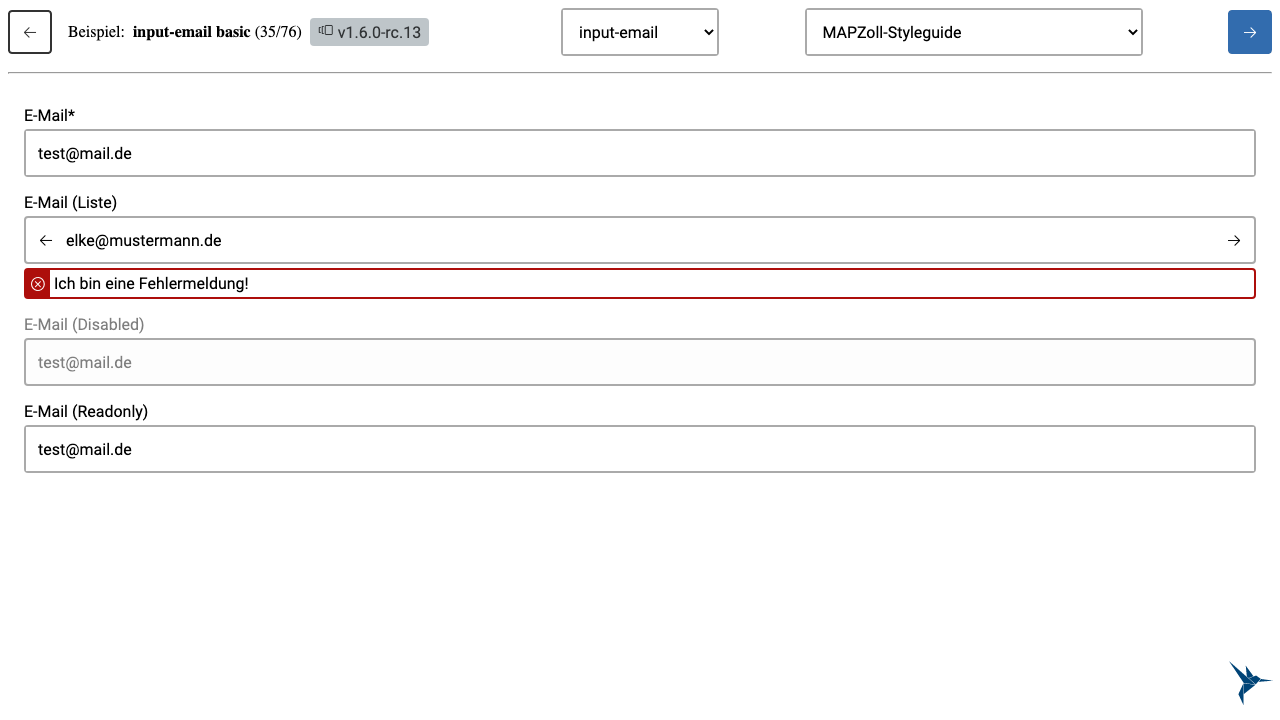 Beispiel: input-email basic (35/76) v1.6.0-rc.13 input-email MAPZoll-Styleguide
E-Mail*
test@mail.de
E-Mail (Liste)
elke@mustermann.de
Ich bin eine Fehlermeldung!
E-Mail (Disabled)
test@mail.de
E-Mail (Readonly)
test@mail.de